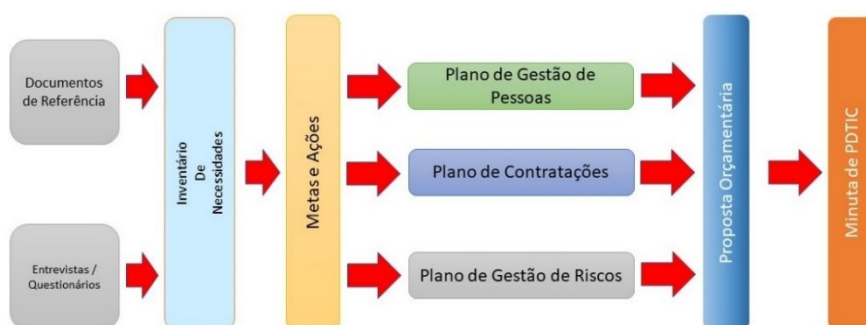 Documentos
de Referência
Entrevistas /
Questionários
Inventário
De
Necessidades
Metas e Ações
Plano de Gestão de
Pessoas
Plano de Contratações
Plano de Gestão de Riscos
Proposta Orçamentária
Minuta de PDTIC